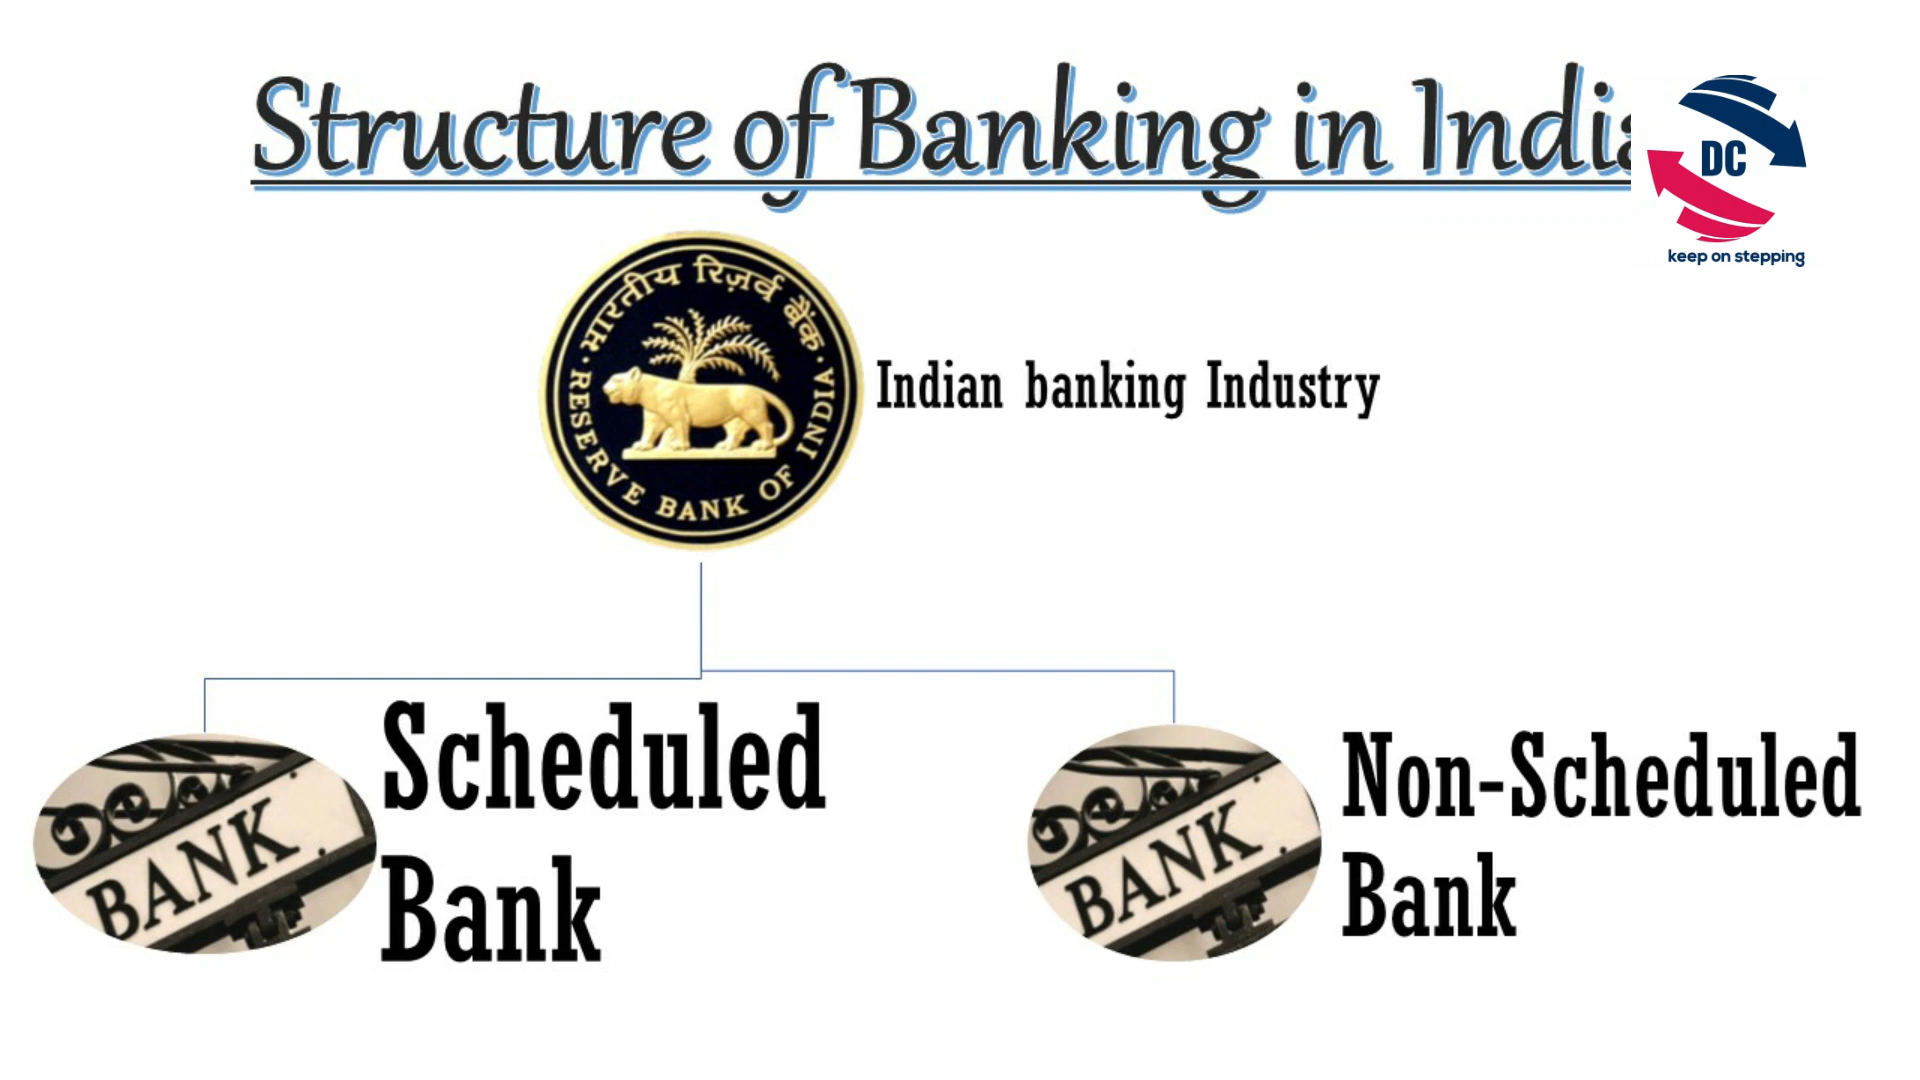 Structure of Banking in India
DC
keep on stepping
भारतीय रिज़र्व बैंक
RESERVE BANK OF INDIA
Indian banking Industry
Scheduled
Bank
BANK
Non-Scheduled
Bank
BANK